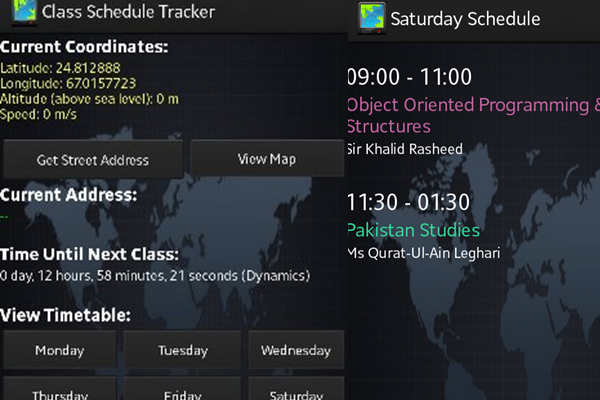 Class Schedule Tracker
Current Coordinates:
Latitude: 24.812888
Longitude: 67.0157723
Altitude (above sea level): 0 m
Speed: 0 m/s
Get Street Address
View Map
Current Address:
--
Time Until Next Class:
0 day, 12 hours, 58 minutes, 21 seconds (Dynamics)
View Timetable:
Monday
Tuesday
Wednesday
Thursday
Friday
Saturday
Saturday Schedule
09:00 - 11:00
Object Oriented Programming &
Structures
Sir Khalid Rasheed
11:30 - 01:30
Pakistan Studies
Ms Qurat-Ul-Ain Leghari